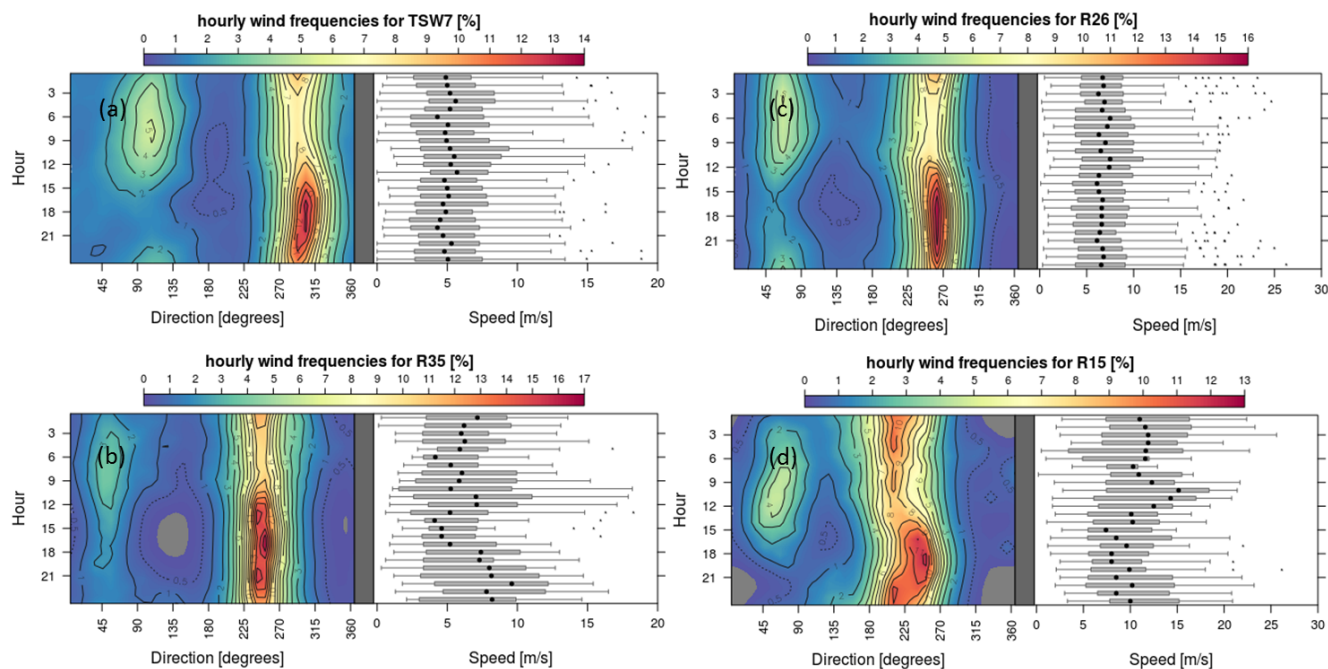 hourly wind frequencies for TSW7 [%]
0 1 2 3 4 5 6 7 8 9 10 11 12 13 14
(a)
Hour
3
6
9
12
15
18
21
45 90 135 180 225 270 315 360
0 5 10 15 20
Direction [degrees]
Speed [m/s]
hourly wind frequencies for R26 [%]
0 1 2 3 4 5 6 7 8 9 10 11 12 13 14 15 16
(c)
Hour
3
6
9
12
15
18
21
45 90 135 180 225 270 315 360
0 5 10 15 20 25 30
Direction [degrees]
Speed [m/s]
hourly wind frequencies for R35 [%]
0 1 2 3 4 5 6 7 8 9 10 11 12 13 14 15 16 17
(b)
Hour
3
6
9
12
15
18
21
45 90 135 180 225 270 315 360
0 5 10 15 20
Direction [degrees]
Speed [m/s]
hourly wind frequencies for R15 [%]
0 1 2 3 4 5 6 7 8 9 10 11 12 13
(d)
Hour
3
6
9
12
15
18
21
45 90 135 180 225 270 315 360
0 5 10 15 20 25 30
Direction [degrees]
Speed [m/s]